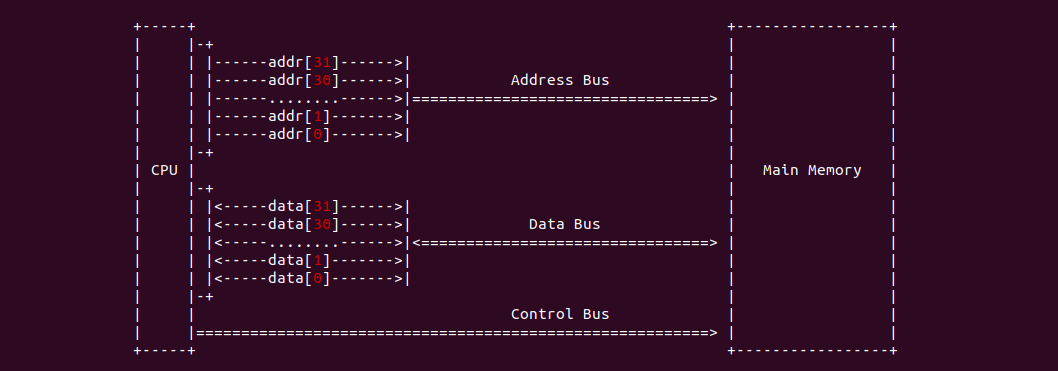 +-----+                                                           +-----------------+
|     |-+                                                         |                 |
|     | |------addr[31]------>|                                   |                 |
|     | |------addr[30]------>|           Address Bus             |                 |
|     | |------........------>|=================================> |                 |
|     | |------addr[1]------->|                                   |                 |
|     | |------addr[0]------->|                                   |                 |
|     |-+                                                         |                 |
| CPU |                                                           |   Main Memory   |
|     |-+                                                         |                 |
|     | |<-----data[31]------>|                                   |                 |
|     | |<-----data[30]------>|             Data Bus              |                 |
|     | |<-----........------>|<================================> |                 |
|     | |<-----data[1]------->|                                   |                 |
|     | |<-----data[0]------->|                                   |                 |
|     |-+                                                         |                 |
|     |                                   Control Bus             |                 |
|     |=========================================================> |                 |
+-----+                                                           +-----------------+